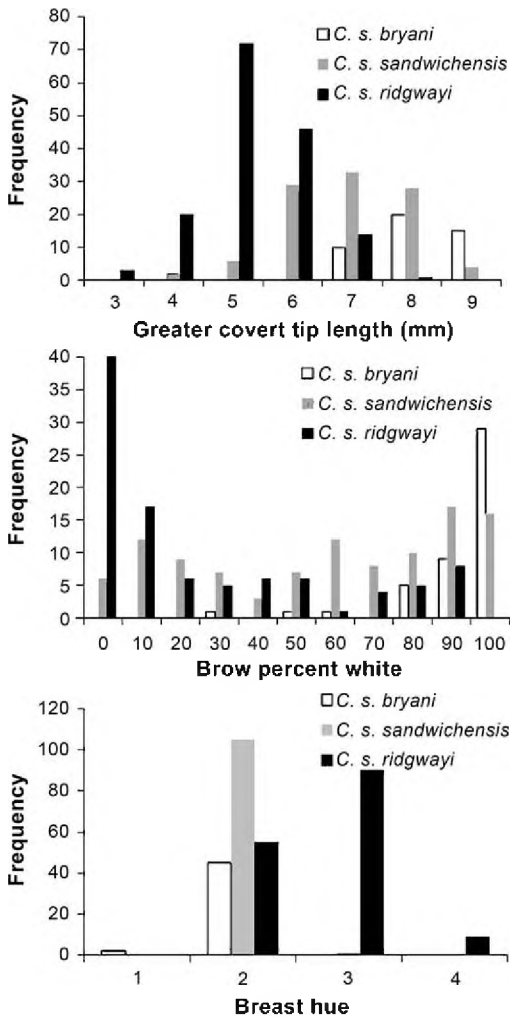 80
70
60
50
40
30
20
10
0
Frequency
C. s. bryani
C. s. sandwichensis
C. s. ridgwayi
3 4 5 6 7 8 9
Greater covert tip length (mm)
40
35
30
25
20
15
10
5
0
Frequency
C. s. bryani
C. s. sandwichensis
C. s. ridgwayi
0 10 20 30 40 50 60 70 80 90 100
Brow percent white
120
100
80
60
40
20
0
Frequency
C. s. bryani
C. s. sandwichensis
C. s. ridgwayi
1 2 3 4
Breast hue